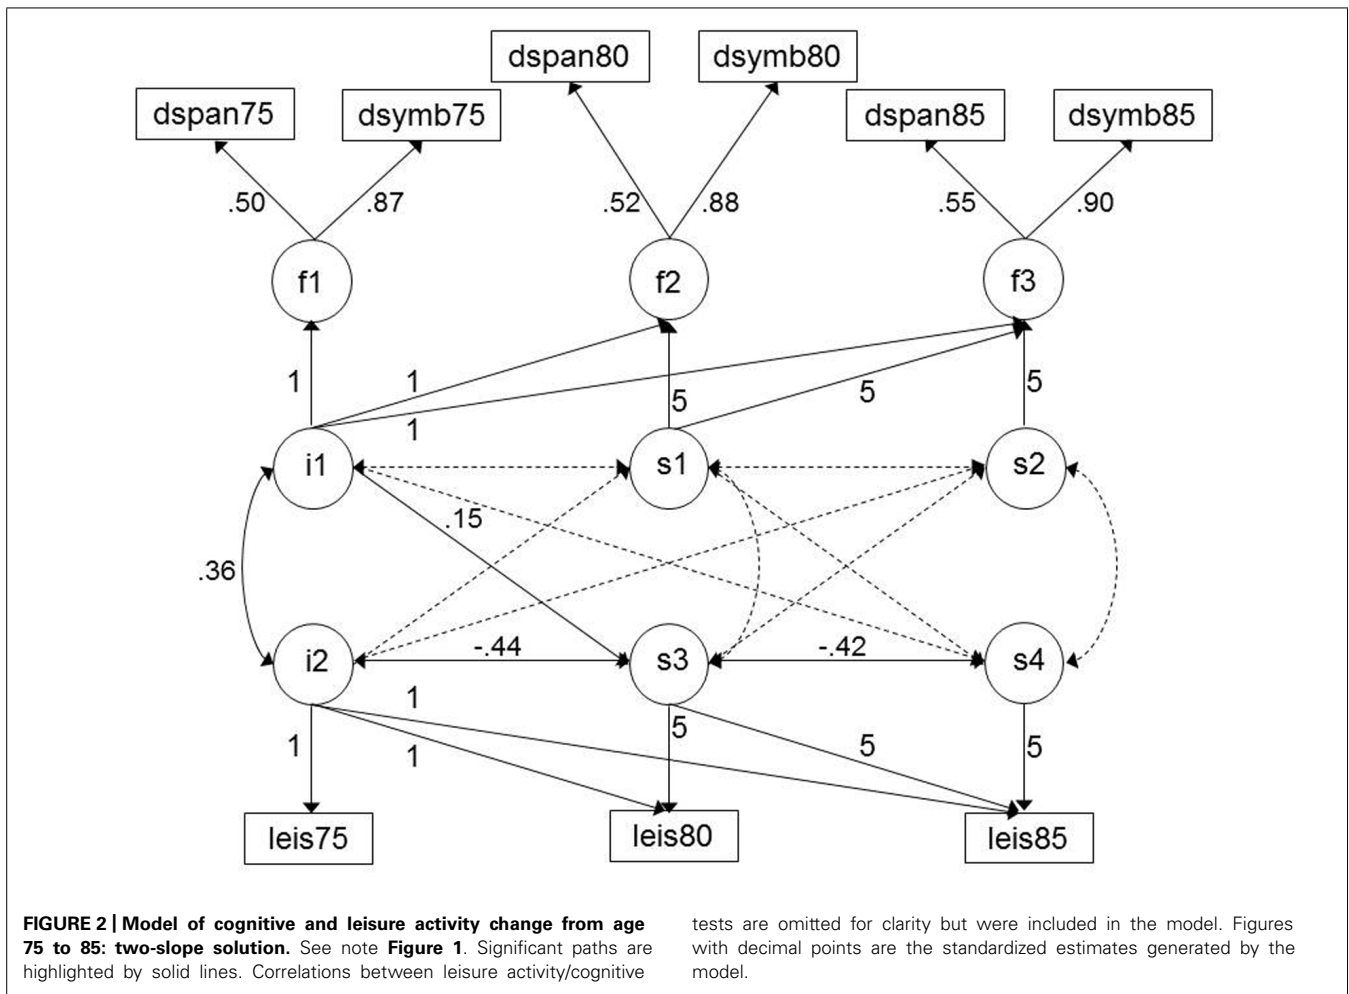 dspan80 dsymb80
dspan75 dsymb75 dspan85 dsymb85
.50 .87 .52 .88 .55 .90
f1 f2 f3
1 1 5 5 5
1
i1 s1 s2
.15
.36
i2 -.44 s3 -.42 s4
1
1 1 5 5 5
leis75 leis80 leis85
FIGURE 2 | Model of cognitive and leisure activity change from age
75 to 85: two-slope solution. See note Figure 1. Significant paths are
highlighted by solid lines. Correlations between leisure activity/cognitive
tests are omitted for clarity but were included in the model. Figures
with decimal points are the standardized estimates generated by the
model.